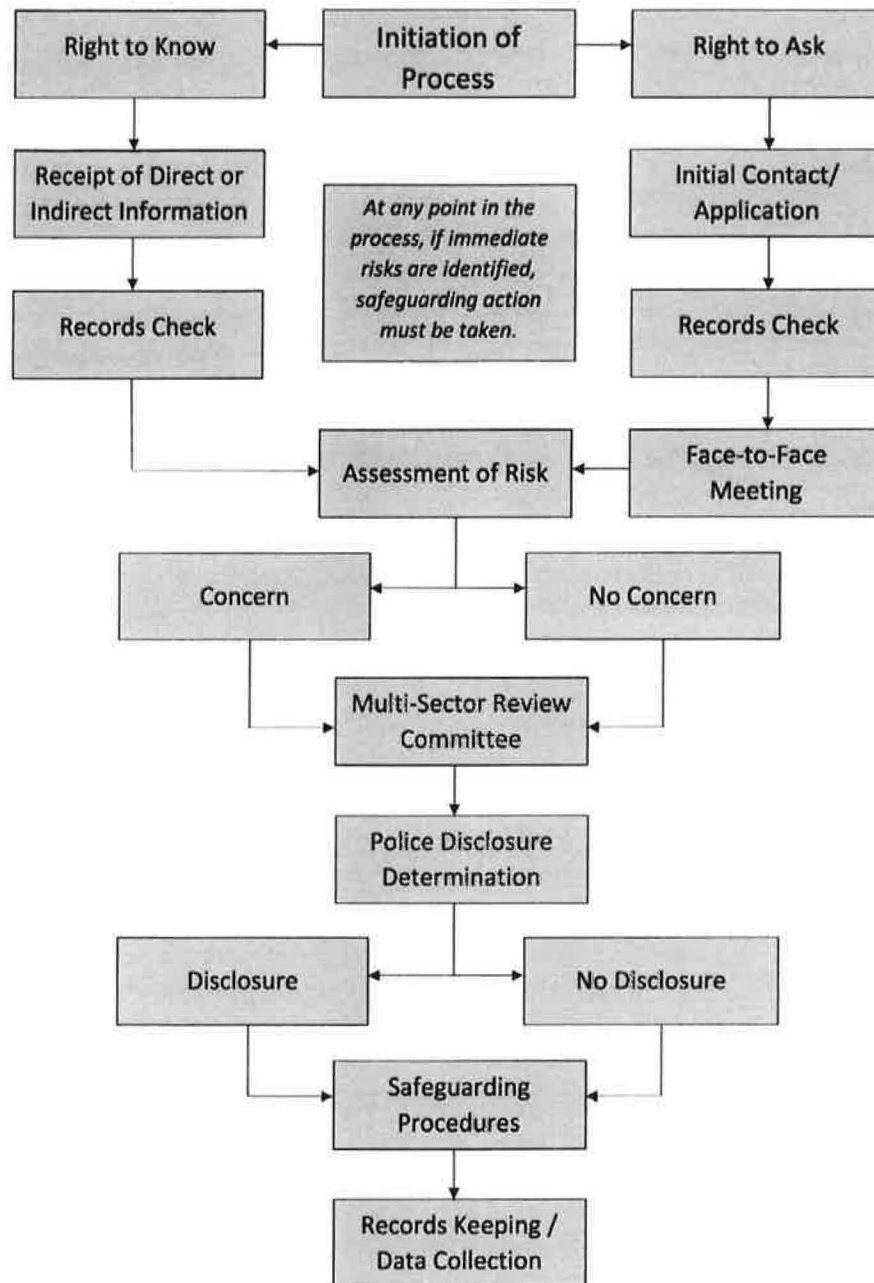 Right to Know
Initiation of
Process
Right to Ask
Receipt of Direct or
Indirect Information
At any point in the
process, if immediate
risks are identified,
safeguarding action
must be taken.
Initial Contact/
Application
Records Check
Records Check
Assessment of Risk
Face-to-Face
Meeting
Concern
No Concern
Multi-Sector Review
Committee
Police Disclosure
Determination
Disclosure
No Disclosure
Safeguarding
Procedures
Records Keeping /
Data Collection